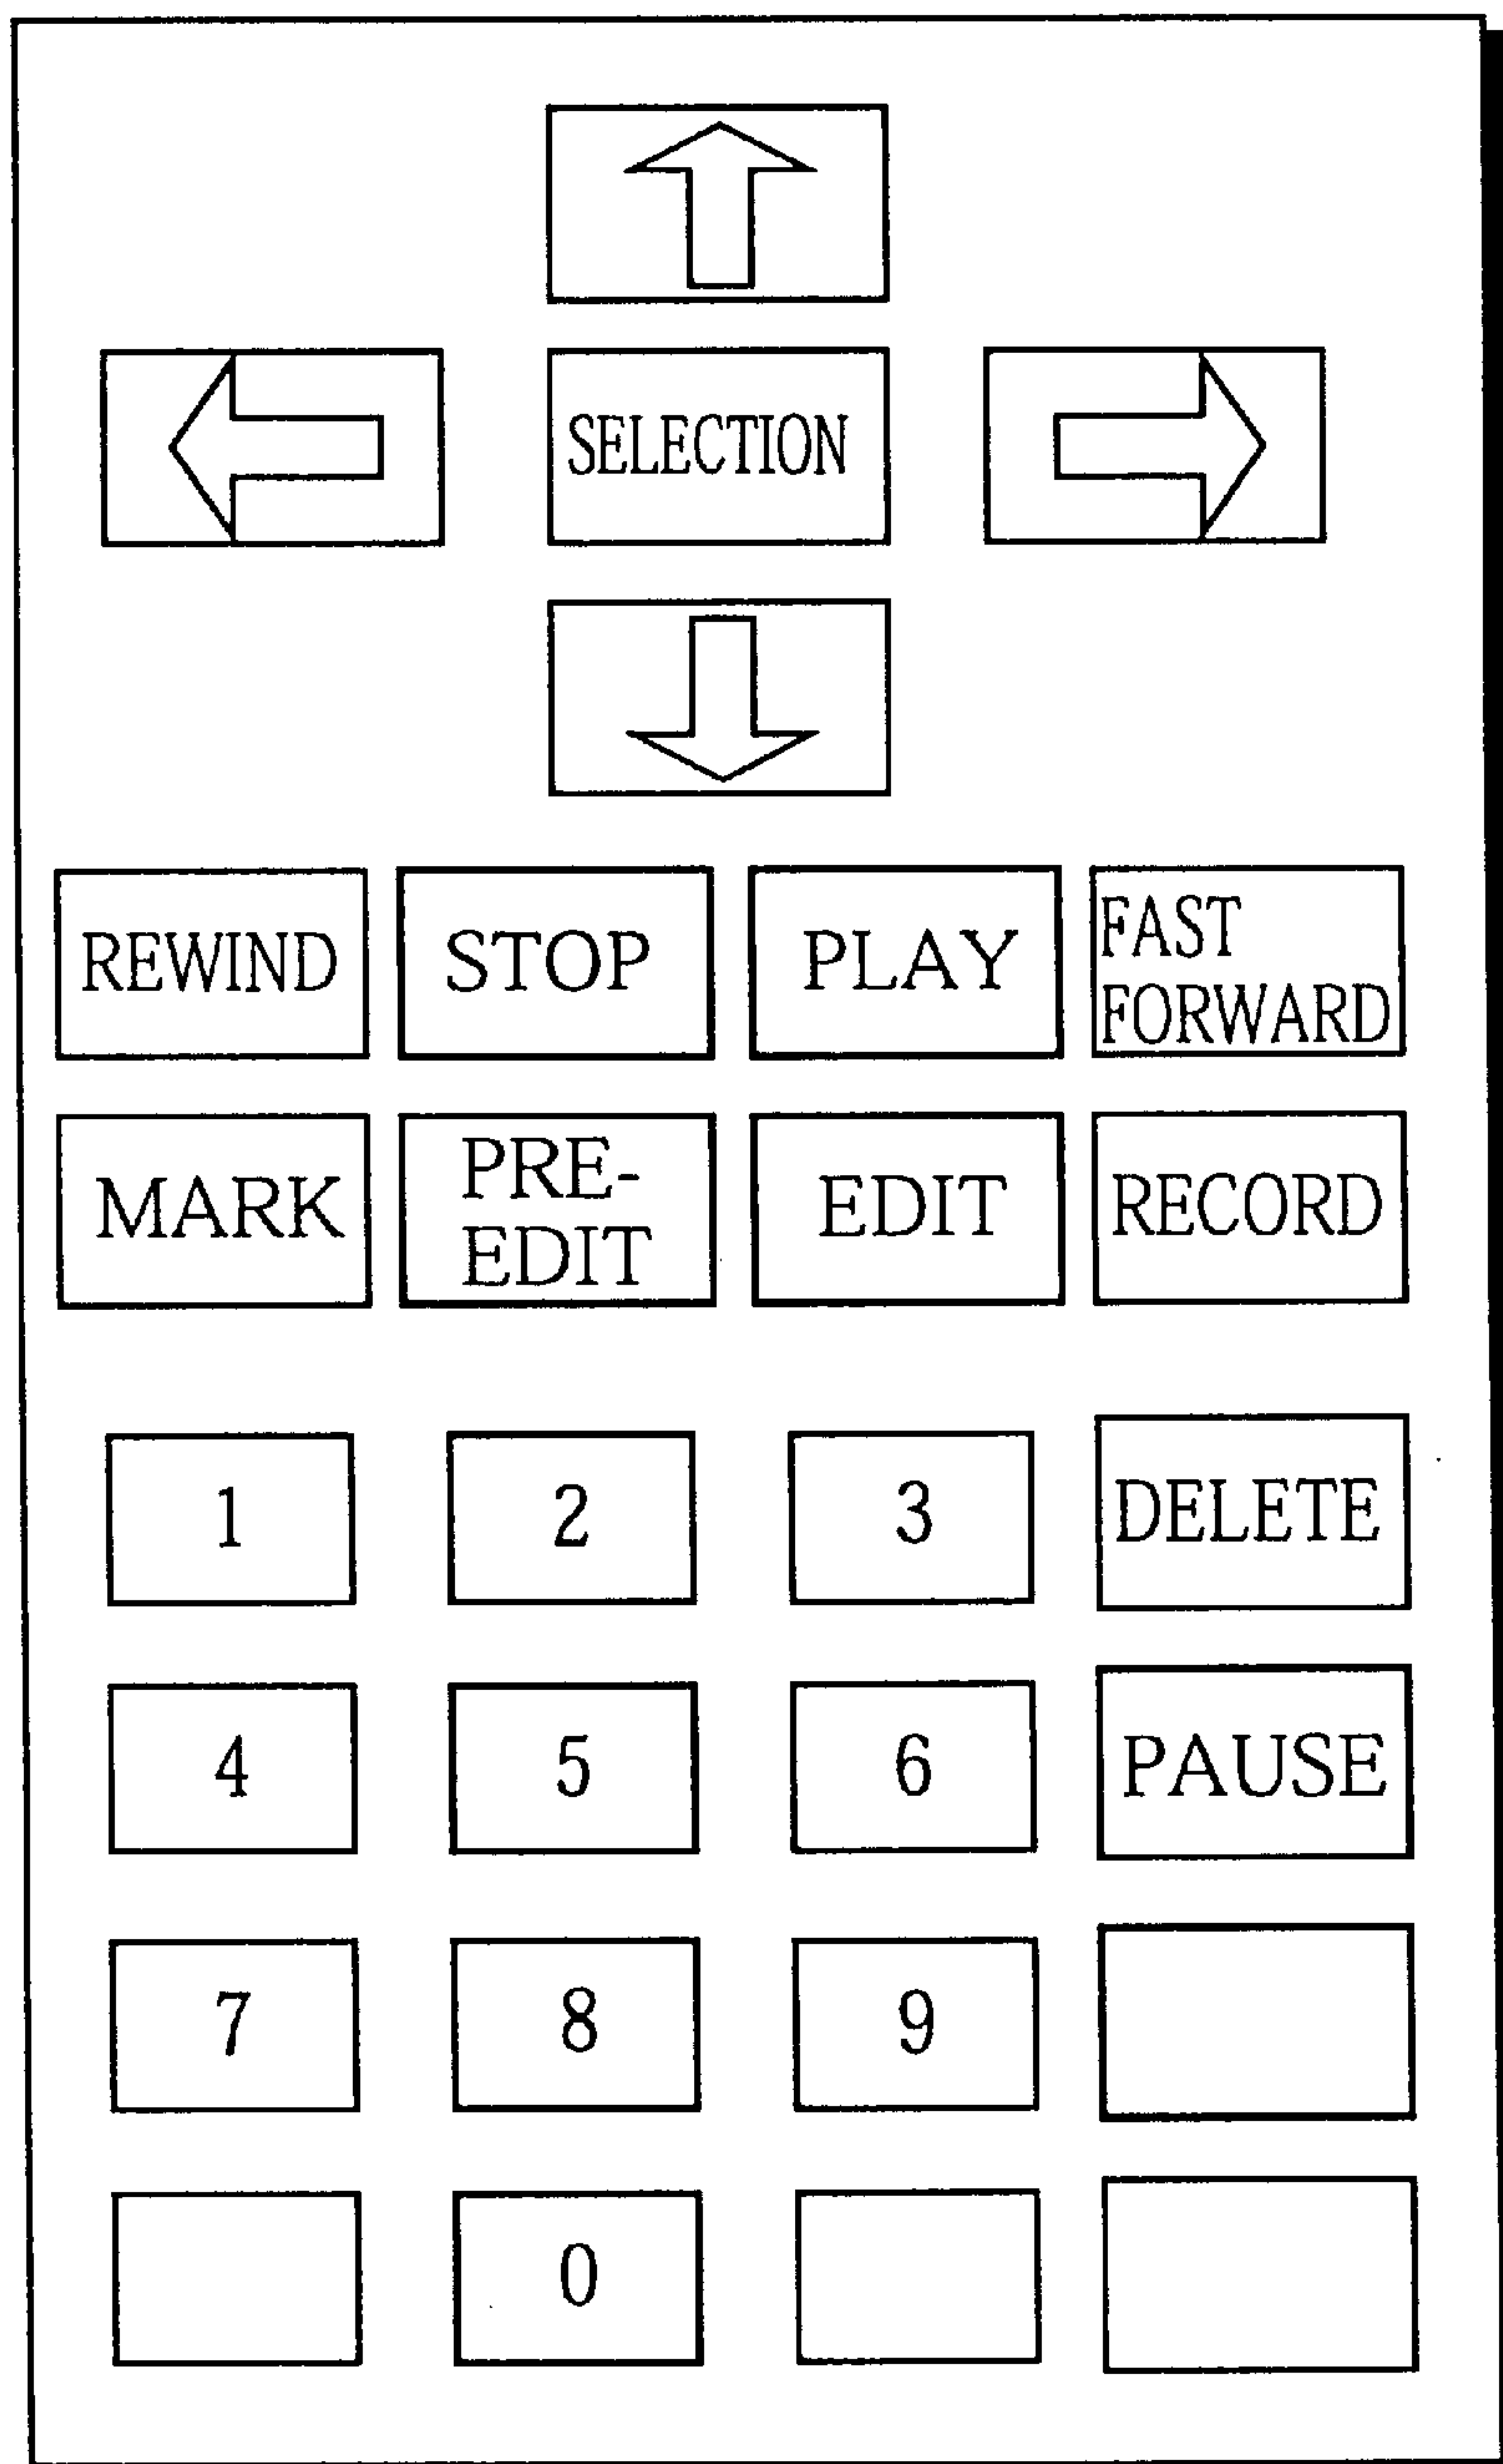 SELECTION
REWIND
STOP
PLAY
FAST
FORWARD
MARK
PRE-
EDIT
EDIT
RECORD
1
2
3
DELETE
4
5
6
PAUSE
7
8
9
0